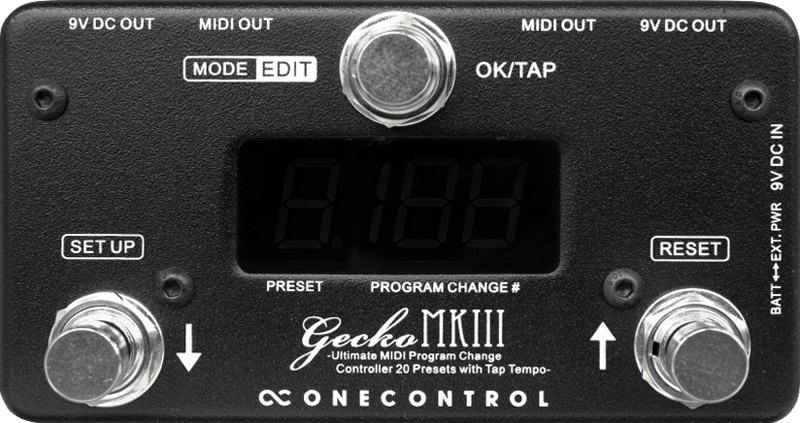 9V DC OUT
MIDI OUT
MIDI OUT
9V DC OUT
MODE EDIT
OK/TAP
9V DC IN
BATT↔EXT. PWR
8.188
SET UP
RESET
PRESET
PROGRAM CHANGE #
↓
↑
Gecko MKIII
-Ultimate MIDI Program Change
Controller 20 Presets with Tap Tempo-
ONECONTROL